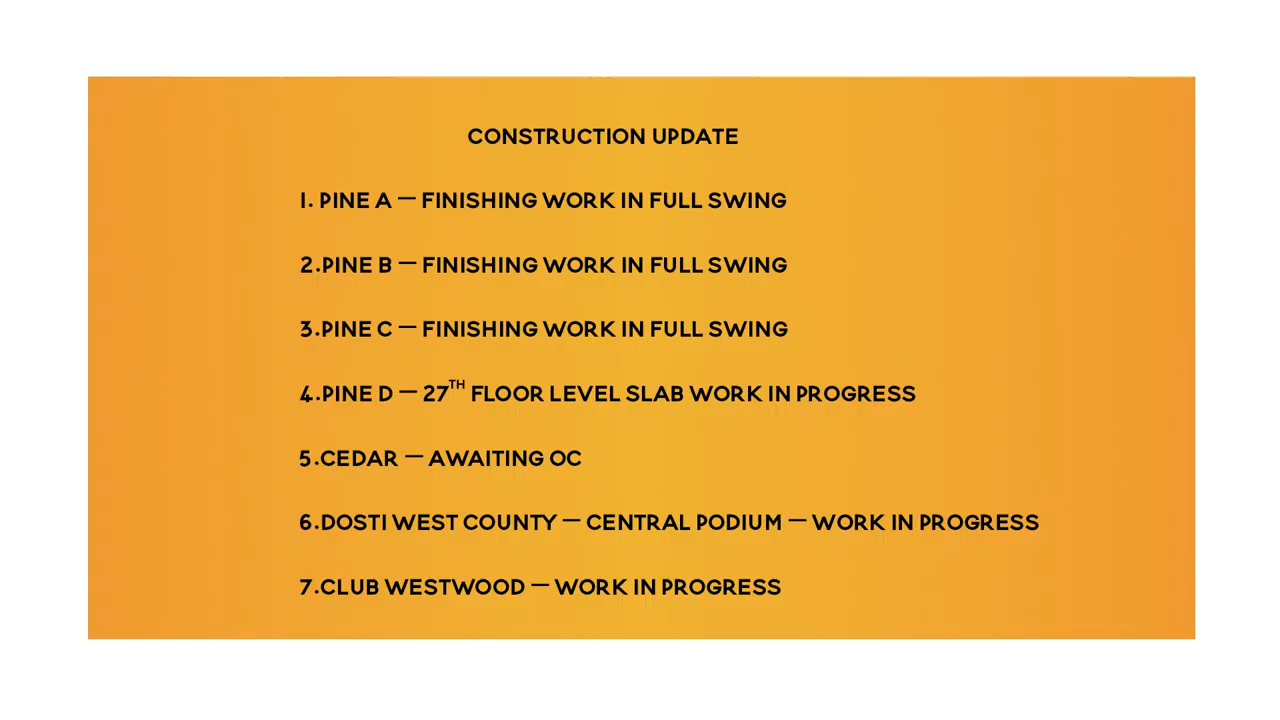 CONSTRUCTION UPDATE
1. PINE A – FINISHING WORK IN FULL SWING
2.PINE B – FINISHING WORK IN FULL SWING
3.PINE C – FINISHING WORK IN FULL SWING
4.PINE D – 27TH FLOOR LEVEL SLAB WORK IN PROGRESS
5.CEDAR – AWAITING OC
6.DOSTI WEST COUNTY – CENTRAL PODIUM – WORK IN PROGRESS
7.CLUB WESTWOOD – WORK IN PROGRESS